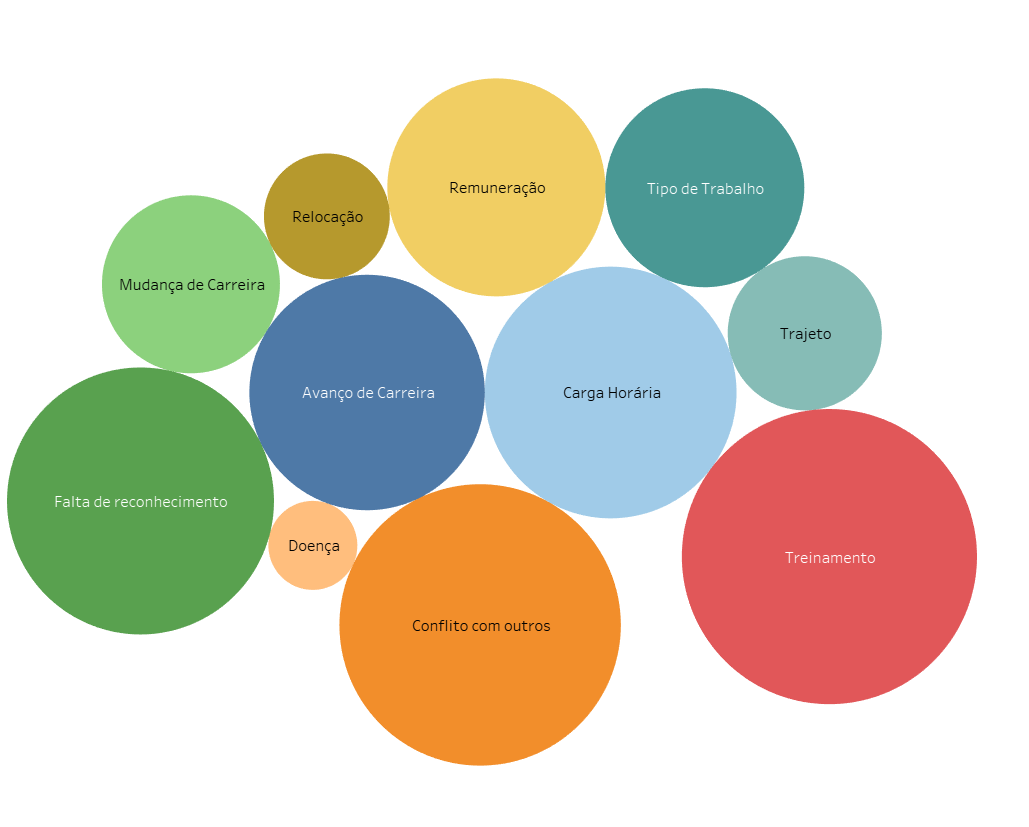 Remuneração
Tipo de Trabalho
Relocação
Mudança de Carreira
Trajeto
Avanço de Carreira
Carga Horária
Falta de reconhecimento
Doença
Treinamento
Conflito com outros